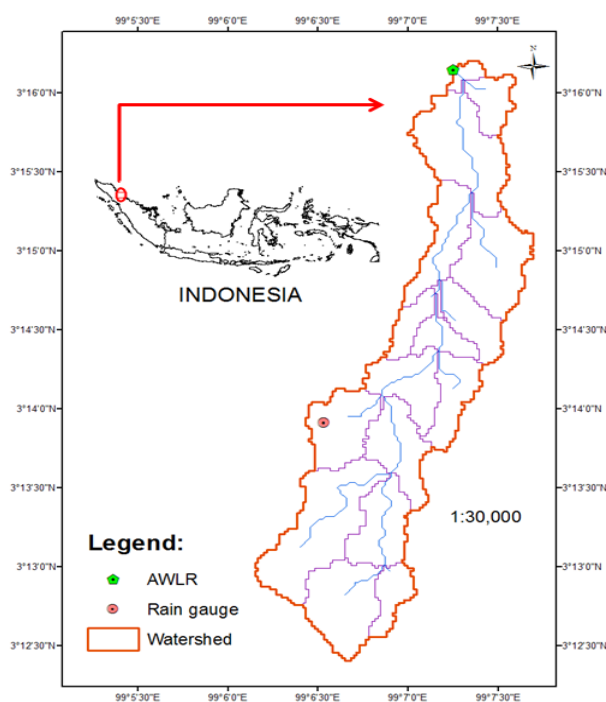 99°5'30"E 99°6'0"E 99°6'30"E 99°7'0"E 99°7'30"E
N
3°16'0"N 3°16'0"N
3°15'30"N 3°15'30"N
3°15'0"N 3°15'0"N
INDONESIA
3°14'30"N 3°14'30"N
3°14'0"N 3°14'0"N
3°13'30"N 3°13'30"N
1:30,000
Legend:
3°13'0"N 3°13'0"N
AWLR
Rain gauge
Watershed
3°12'30"N 3°12'30"N
99°5'30"E 99°6'0"E 99°6'30"E 99°7'0"E 99°7'30"E